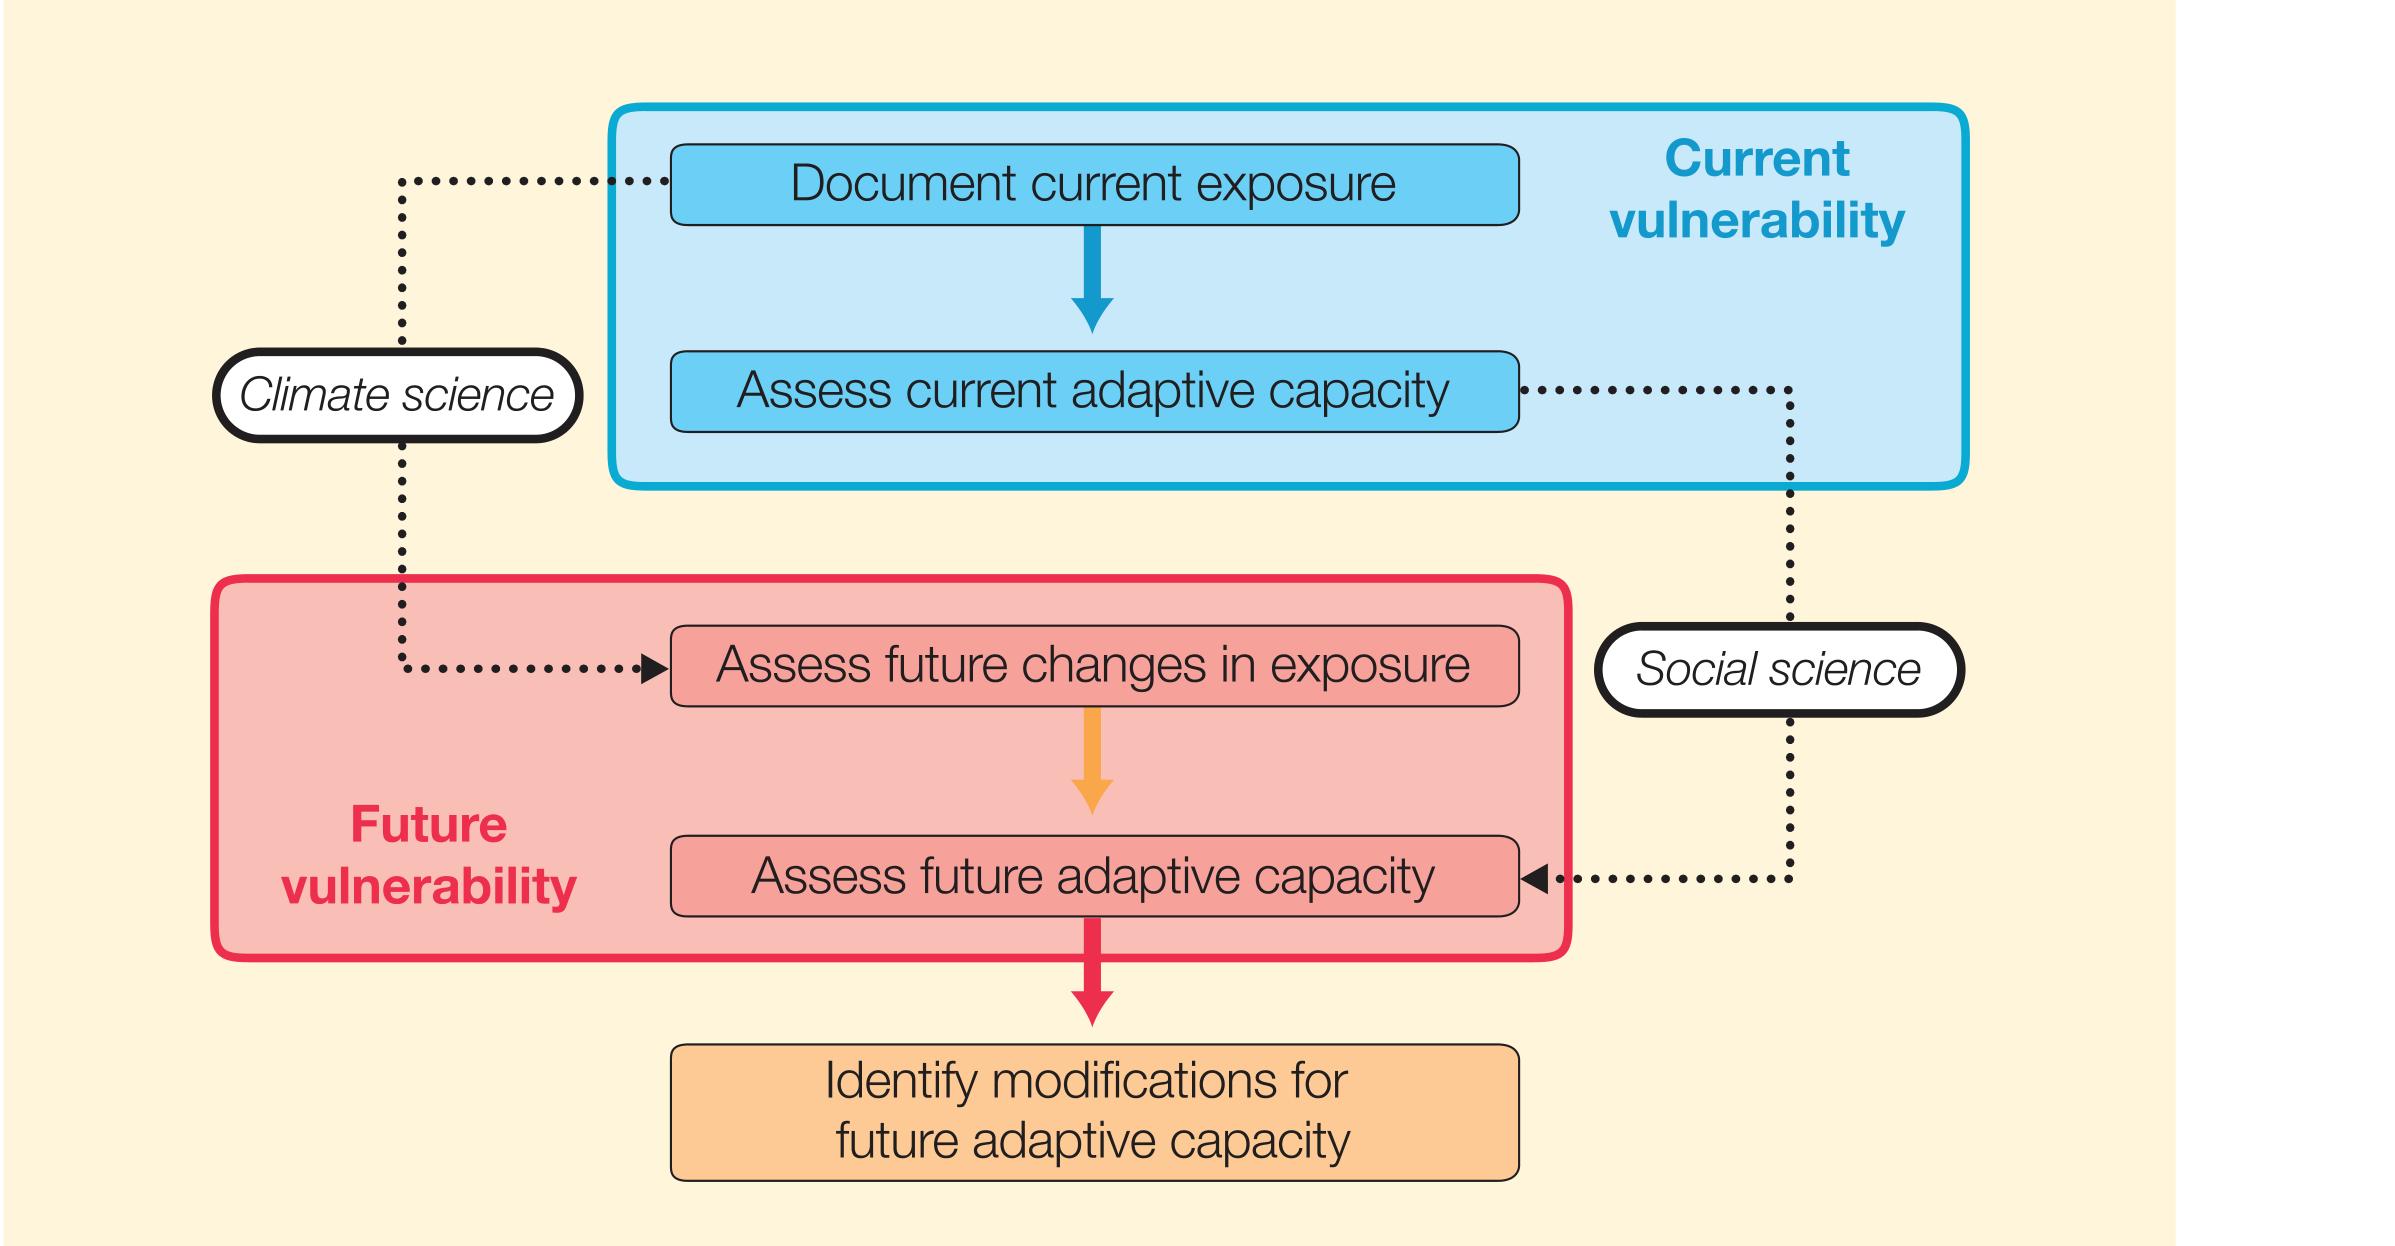 Document current exposure
Current
vulnerability
Assess current adaptive capacity
Climate science
Assess future changes in exposure
Social science
Future
vulnerability
Assess future adaptive capacity
Identify modifications for
future adaptive capacity